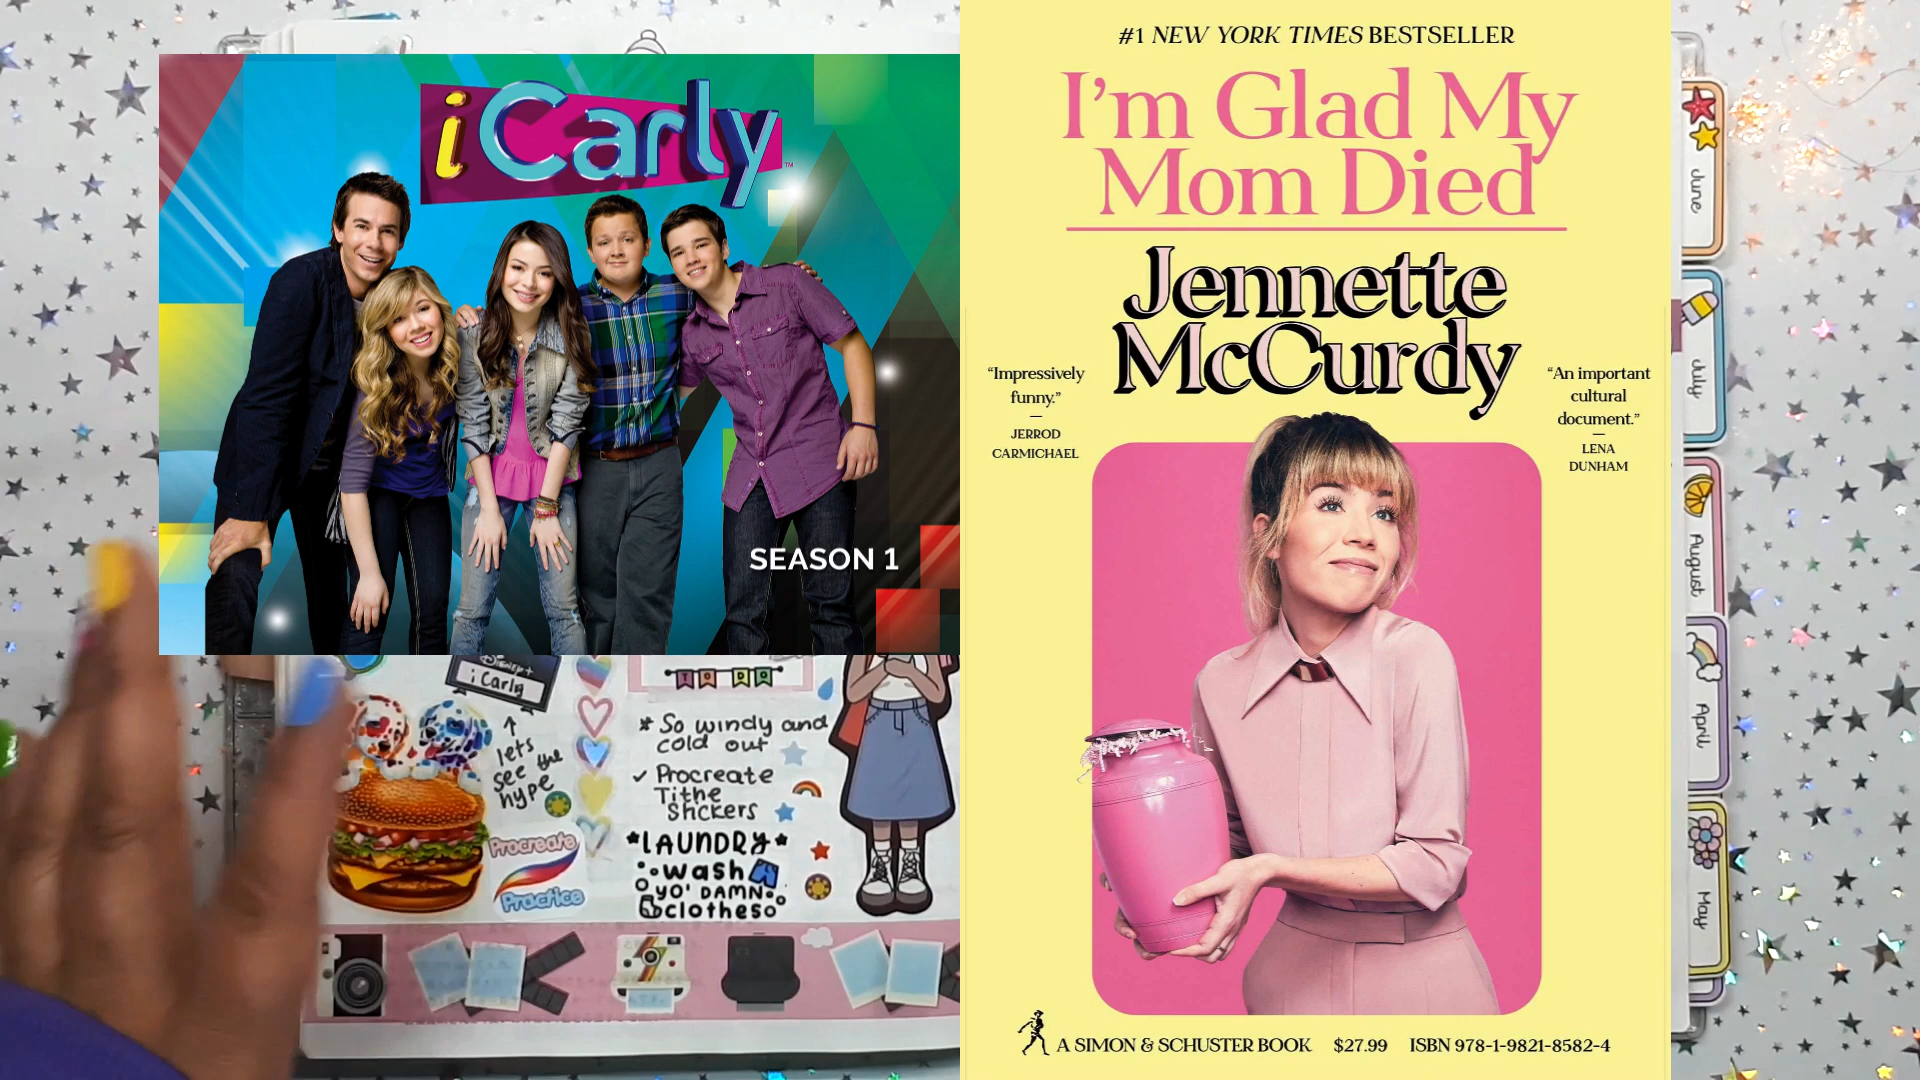 iCarly
SEASON 1
Disney+
iCarly
lets
see the
hype
Procreate
Practice
TO DO
* So windy and
cold out
✓ Procreate
Tithe
Stickers
*LAUNDRY*
wash
YO' DAMN
clothes
#1 NEW YORK TIMES BESTSELLER
I'm Glad My
Mom Died
Jennette
McCurdy
“Impressively
funny.”
—
JERROD
CARMICHAEL
“An important
cultural
document.”
—
LENA
DUNHAM
A SIMON & SCHUSTER BOOK $27.99 ISBN 978-1-9821-8582-4
June
July
August
April
May